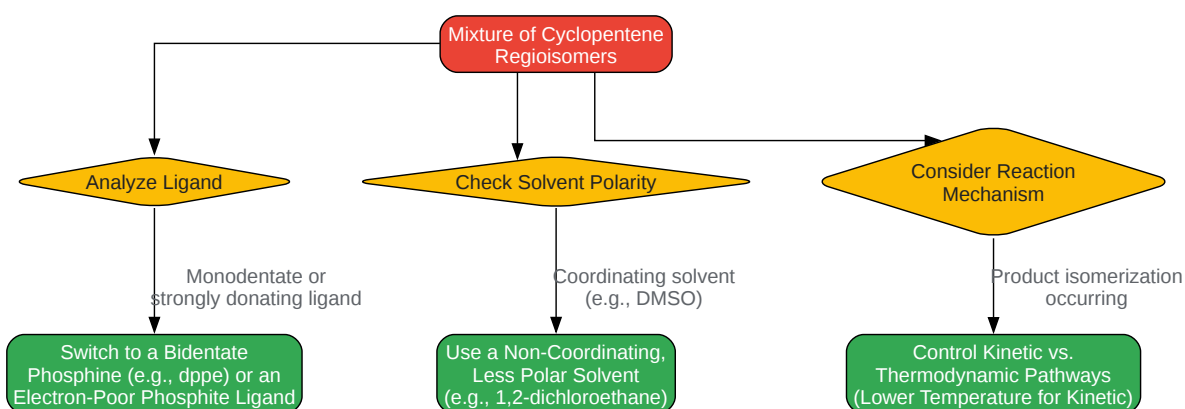 Mixture of Cyclopentene
Regioisomers
Analyze Ligand
Check Solvent Polarity
Consider Reaction
Mechanism
Monodentate or
strongly donating ligand
Coordinating solvent
(e.g., DMSO)
Product isomerization
occurring
Switch to a Bidentate
Phosphine (e.g., dppe) or an
Electron-Poor Phosphite Ligand
Use a Non-Coordinating,
Less Polar Solvent
(e.g., 1,2-dichloroethane)
Control Kinetic vs.
Thermodynamic Pathways
(Lower Temperature for Kinetic)